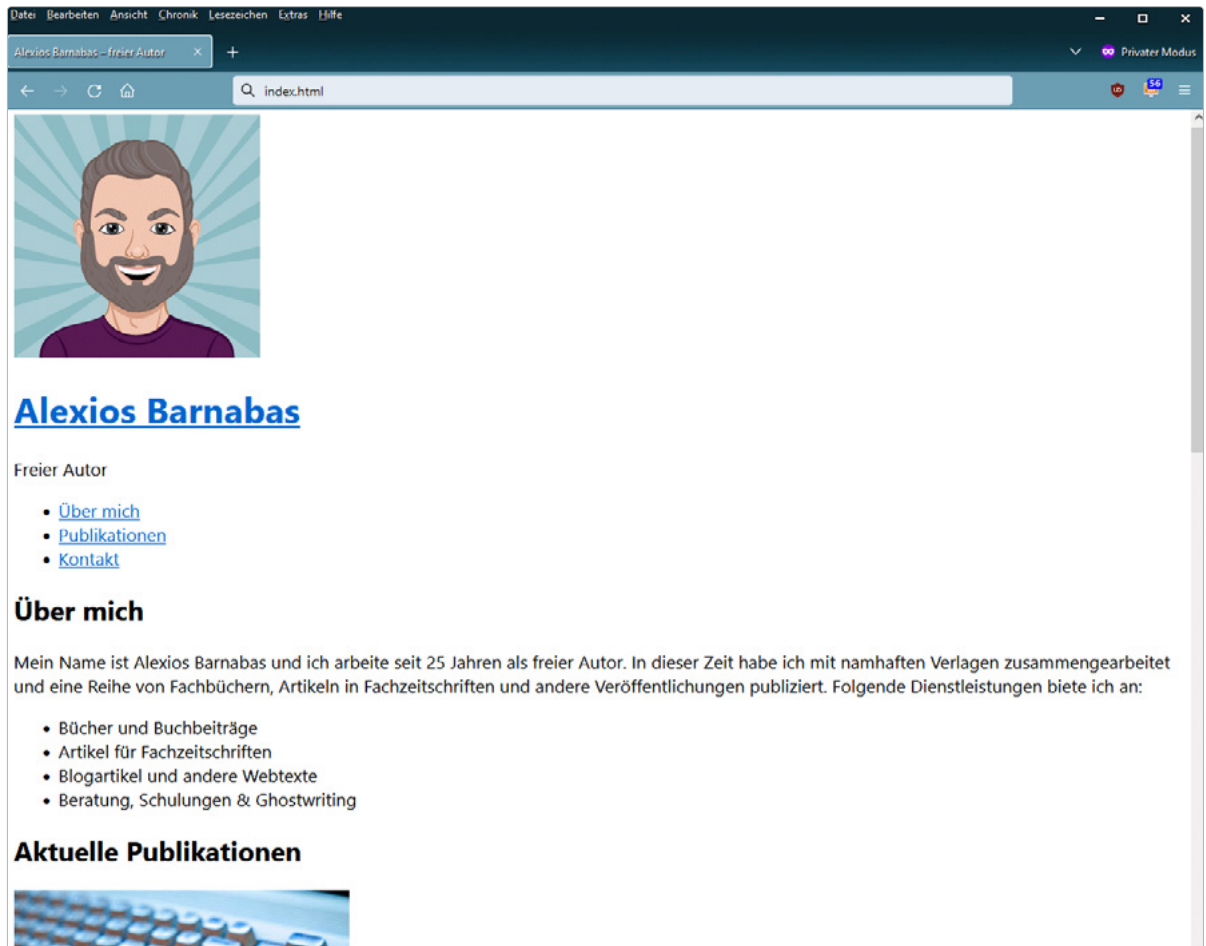 Datei Bearbeiten Ansicht Chronik Lesezeichen Extras Hilfe
Alexios Barnabas – freier Autor
Privater Modus
index.html
56
Alexios Barnabas
Freier Autor
• Über mich
• Publikationen
• Kontakt
Über mich
Mein Name ist Alexios Barnabas und ich arbeite seit 25 Jahren als freier Autor. In dieser Zeit habe ich mit namhaften Verlagen zusammengearbeitet
und eine Reihe von Fachbüchern, Artikeln in Fachzeitschriften und andere Veröffentlichungen publiziert. Folgende Dienstleistungen biete ich an:
• Bücher und Buchbeiträge
• Artikel für Fachzeitschriften
• Blogartikel und andere Webtexte
• Beratung, Schulungen & Ghostwriting
Aktuelle Publikationen